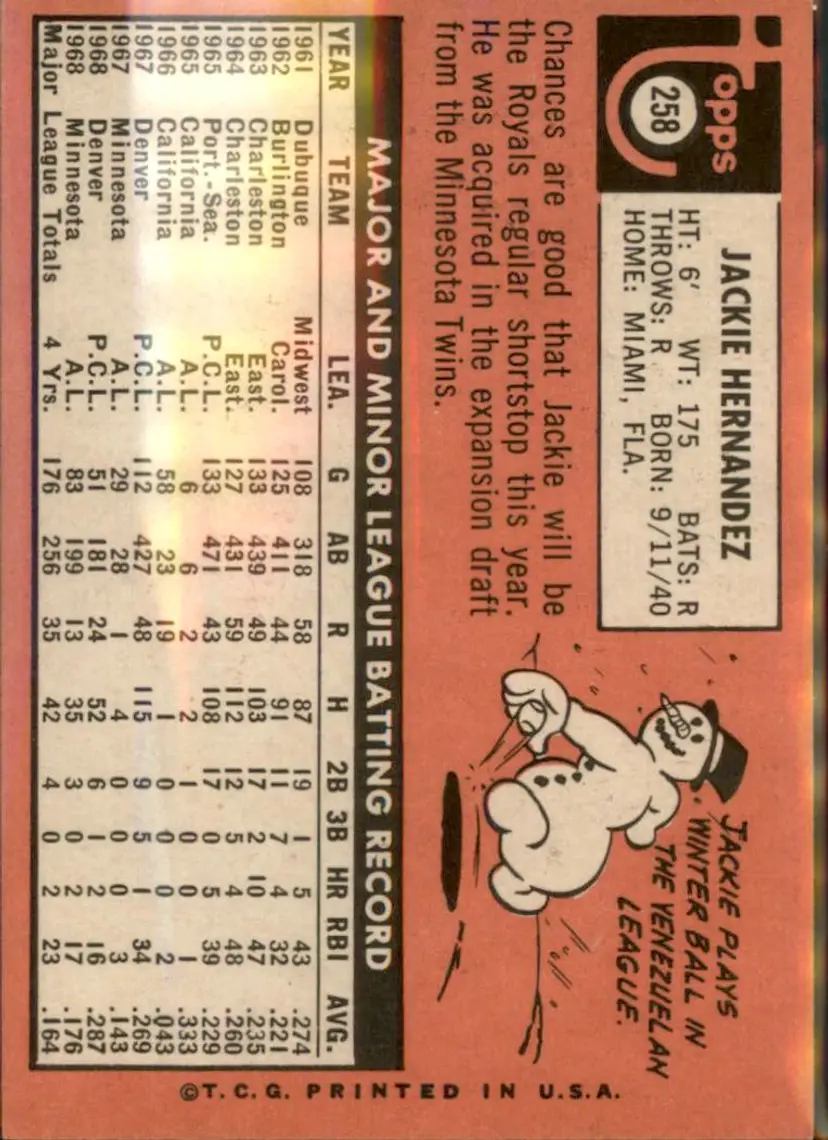 Topps
258
JACKIE HERNANDEZ
HT: 6' WT: 175 BATS: R
THROWS: R BORN: 9/11/40
HOME: MIAMI, FLA.
Chances are good that Jackie will be
the Royals regular shortstop this year.
He was acquired in the expansion draft
from the Minnesota Twins.
JACKIE PLAYS
WINTER BALL IN
THE VENEZUELAN
LEAGUE.
MAJOR AND MINOR LEAGUE BATTING RECORD
YEAR TEAM LEA. G AB R H 2B 3B HR RBI AVG.
1961 Dubuque Midwest 108 318 58 87 19 1 5 43 .274
1962 Burlington Carol. 125 411 44 91 11 7 4 32 .221
1963 Charleston East. 133 439 49 103 17 2 10 47 .235
1964 Charleston East. 127 431 59 112 12 5 4 48 .260
1965 Port.-Sea. P.C.L. 133 471 43 108 17 0 5 39 .229
1965 California A.L. 6 6 2 2 1 0 0 1 .333
1966 California A.L. 58 23 19 1 0 0 0 2 .043
1967 Denver P.C.L. 112 427 48 115 9 5 1 34 .269
1967 Minnesota A.L. 29 28 1 4 0 0 0 3 .143
1968 Denver P.C.L. 51 181 24 52 6 1 2 16 .287
1968 Minnesota A.L. 83 199 13 35 3 0 2 17 .176
Major League Totals 4 Yrs. 176 256 35 42 4 0 2 23 .164
©T.C.G. PRINTED IN U.S.A.